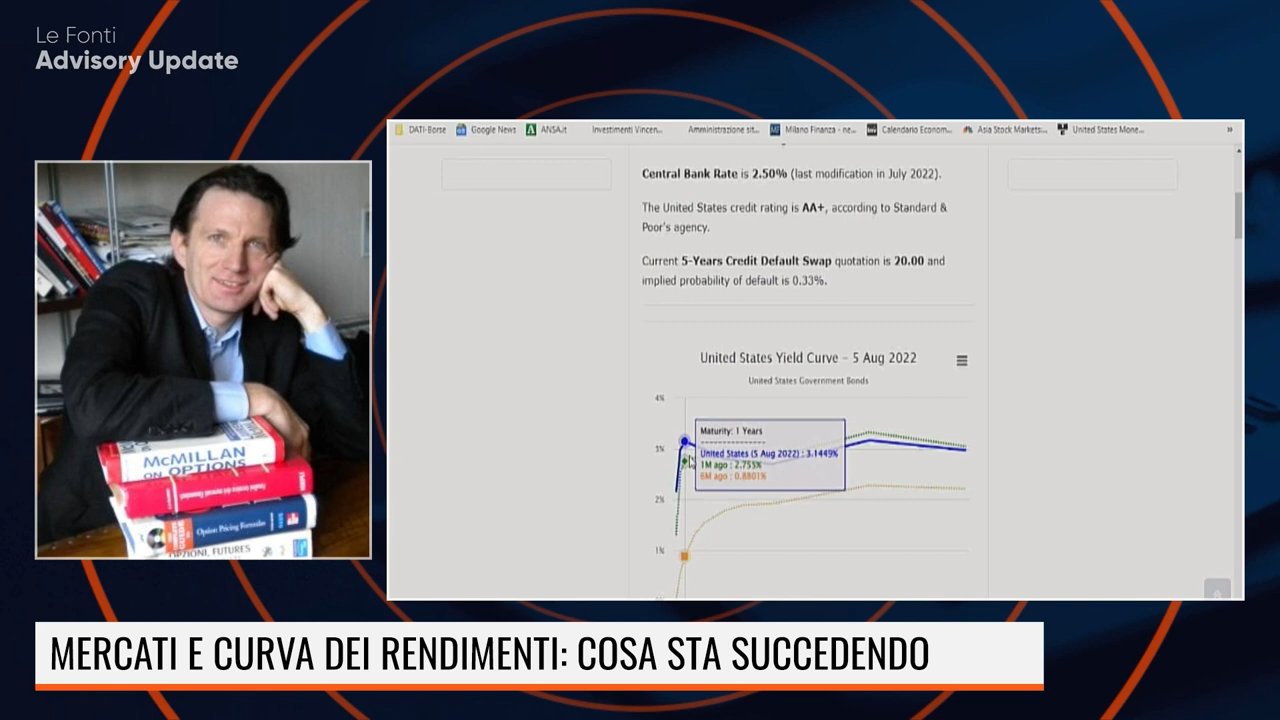 Le Fonti
Advisory Update
DATI-Borse
Google News
ANSA.it
Investimenti Vincen...
Amministrazione sit...
Milano Finanza - ne...
Calendario Econom...
Asia Stock Markets:...
United States Mone...
»
Central Bank Rate is 2.50% (last modification in July 2022).
The United States credit rating is AA+, according to Standard &
Poor's agency.
Current 5-Years Credit Default Swap quotation is 20.00 and
implied probability of default is 0.33%.
United States Yield Curve - 5 Aug 2022
United States Government Bonds
4%
3%
2%
1%
Maturity: 1 Years
--------------
United States (5 Aug 2022) : 3.1449%
1M ago : 2.755%
6M ago : 0.8801%
McMILLAN
ON OPTIONS
Option Pricing Formulas
OPZIONI, FUTURES
MERCATI E CURVA DEI RENDIMENTI: COSA STA SUCCEDENDO